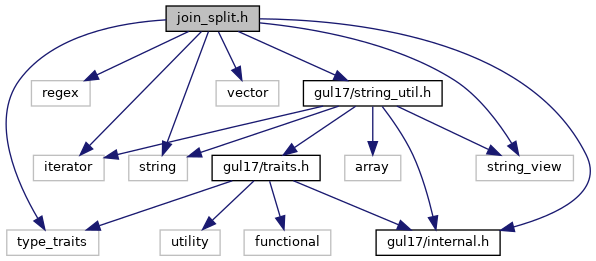 join_split.h
regex
vector
gul17/string_util.h
iterator
string
gul17/traits.h
array
string_view
type_traits
utility
functional
gul17/internal.h